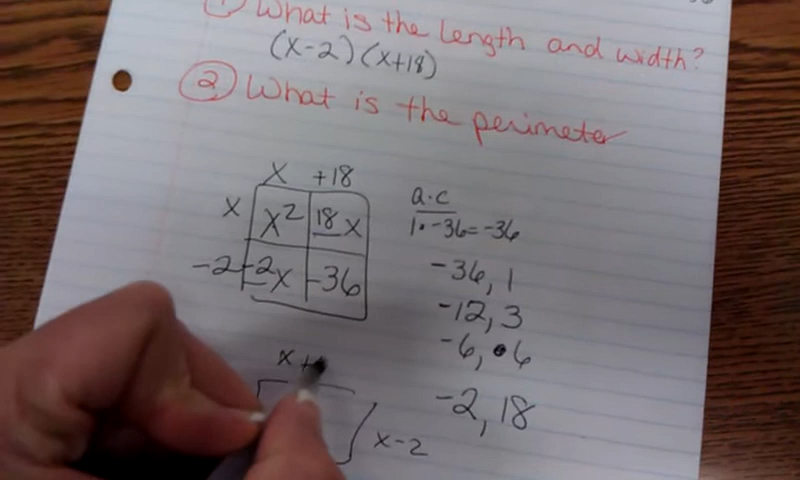 1 What is the length and width?
(x-2)(x+18)
2 What is the perimeter
x +18
x x² 18x
-2 -2x -36
a·c
1·-36=-36
-36, 1
-12, 3
-6, 6
-2, 18
x+
x-2